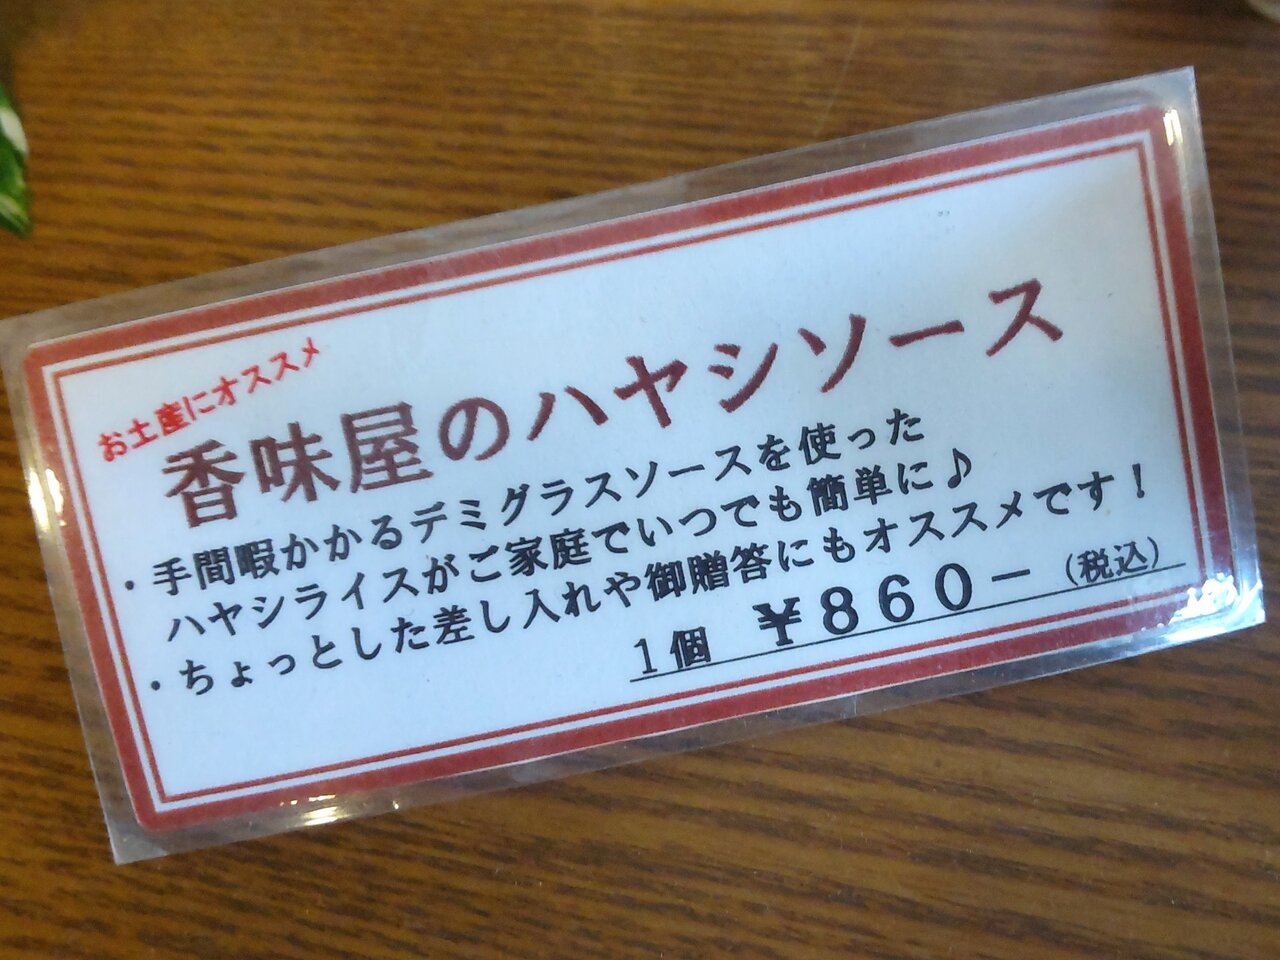 お土産にオススメ
香味屋のハヤシソース
・手間暇かかるデミグラスソースを使った
ハヤシライスがご家庭でいつでも簡単に♪
・ちょっとした差し入れや御贈答にもオススメです！
1個 ￥860－（税込）